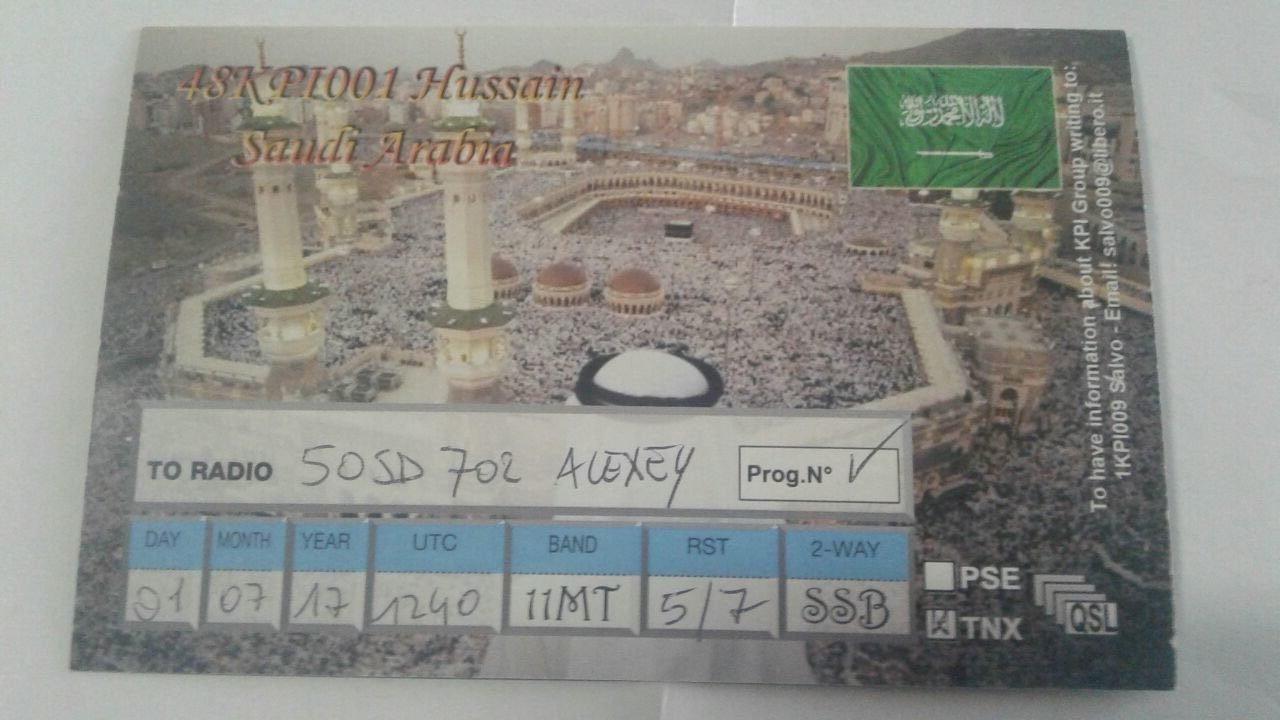 48KPI001 Hussain
Saudi Arabia
لا إله إلا الله محمد رسول الله
To have information about KPI Group writing to:,
1KPI009 Salvo - Email: salvo009@libero.it
TO RADIO 50SD 702 ALEXEY
Prog.N° ✓
DAY MONTH YEAR UTC BAND RST 2-WAY
01 07 17 1240 11MT 5/7 SSB
PSE
TNX
QSL